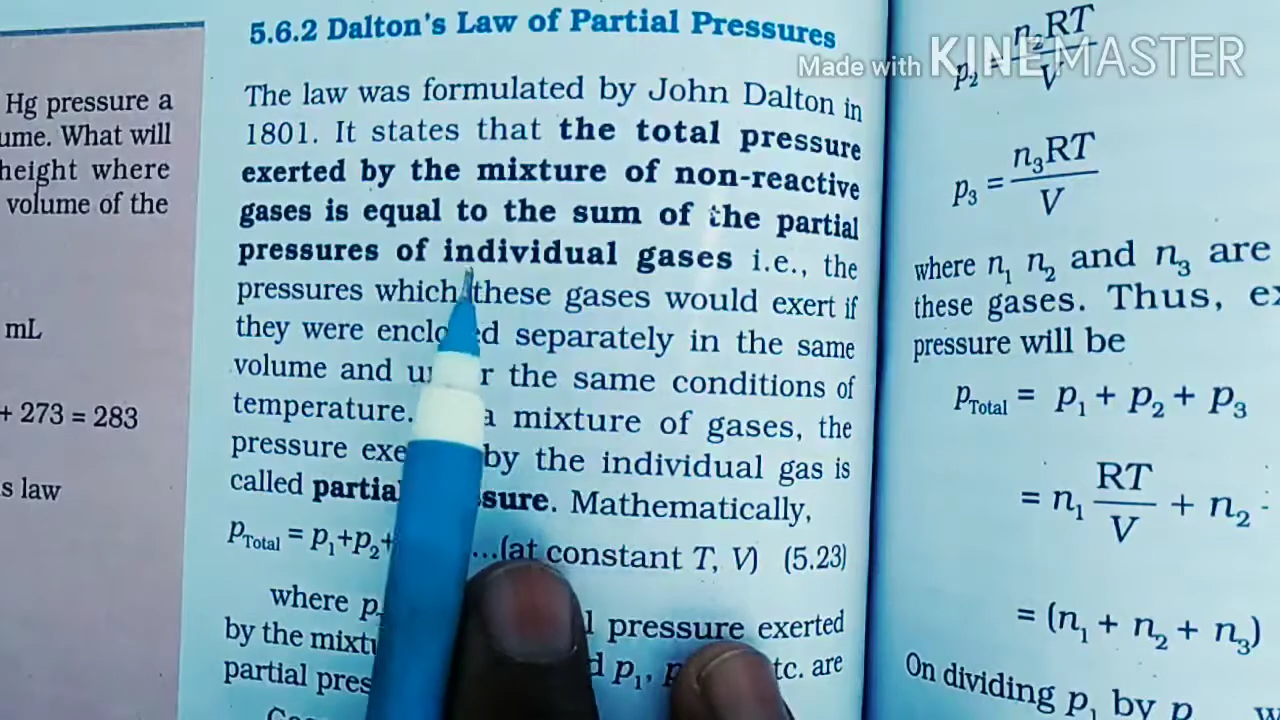 Made with KINEMASTER
Hg pressure a
ume. What will
height where
volume of the
mL
+ 273 = 283
s law
5.6.2 Dalton's Law of Partial Pressures
The law was formulated by John Dalton in
1801. It states that the total pressure
exerted by the mixture of non-reactive
gases is equal to the sum of the partial
pressures of individual gases i.e., the
pressures which these gases would exert if
they were enclosed separately in the same
volume and under the same conditions of
temperature. a mixture of gases, the
pressure exe by the individual gas is
called partia sure. Mathematically,
pTotal = p1+p2+ ...(at constant T, V) (5.23)
where p l pressure exerted
by the mixtu d p1, p tc. are
partial pres
p2 = n2RT / V
p3 = n3RT / V
where n1 n2 and n3 are
these gases. Thus, ex
pressure will be
pTotal = p1 + p2 + p3
= n1 RT / V + n2
= (n1 + n2 + n3)
On dividing p1 by p